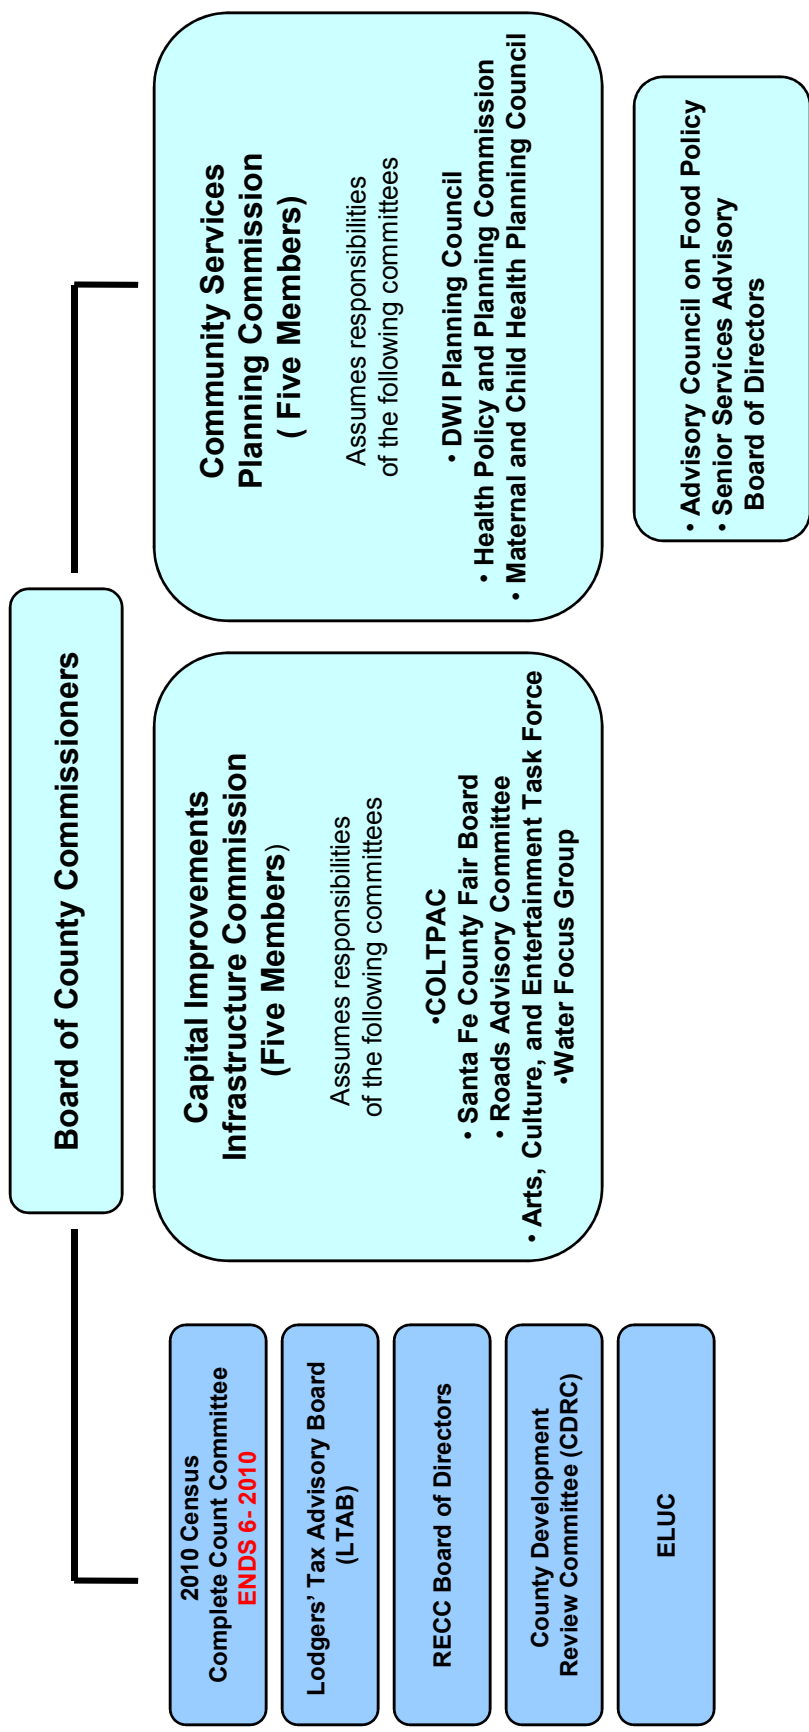 Board of County Commissioners
2010 Census
Complete Count Committee
ENDS 6- 2010
Lodgers’ Tax Advisory Board
(LTAB)
RECC Board of Directors
County Development
Review Committee (CDRC)
ELUC
Capital Improvements
Infrastructure Commission
(Five Members)
Assumes responsibilities
of the following committees
•COLTPAC
• Santa Fe County Fair Board
• Roads Advisory Committee
• Arts, Culture, and Entertainment Task Force
•Water Focus Group
Community Services
Planning Commission
( Five Members)
Assumes responsibilities
of the following committees
• DWI Planning Council
• Health Policy and Planning Commission
• Maternal and Child Health Planning Council
• Advisory Council on Food Policy
• Senior Services Advisory
Board of Directors